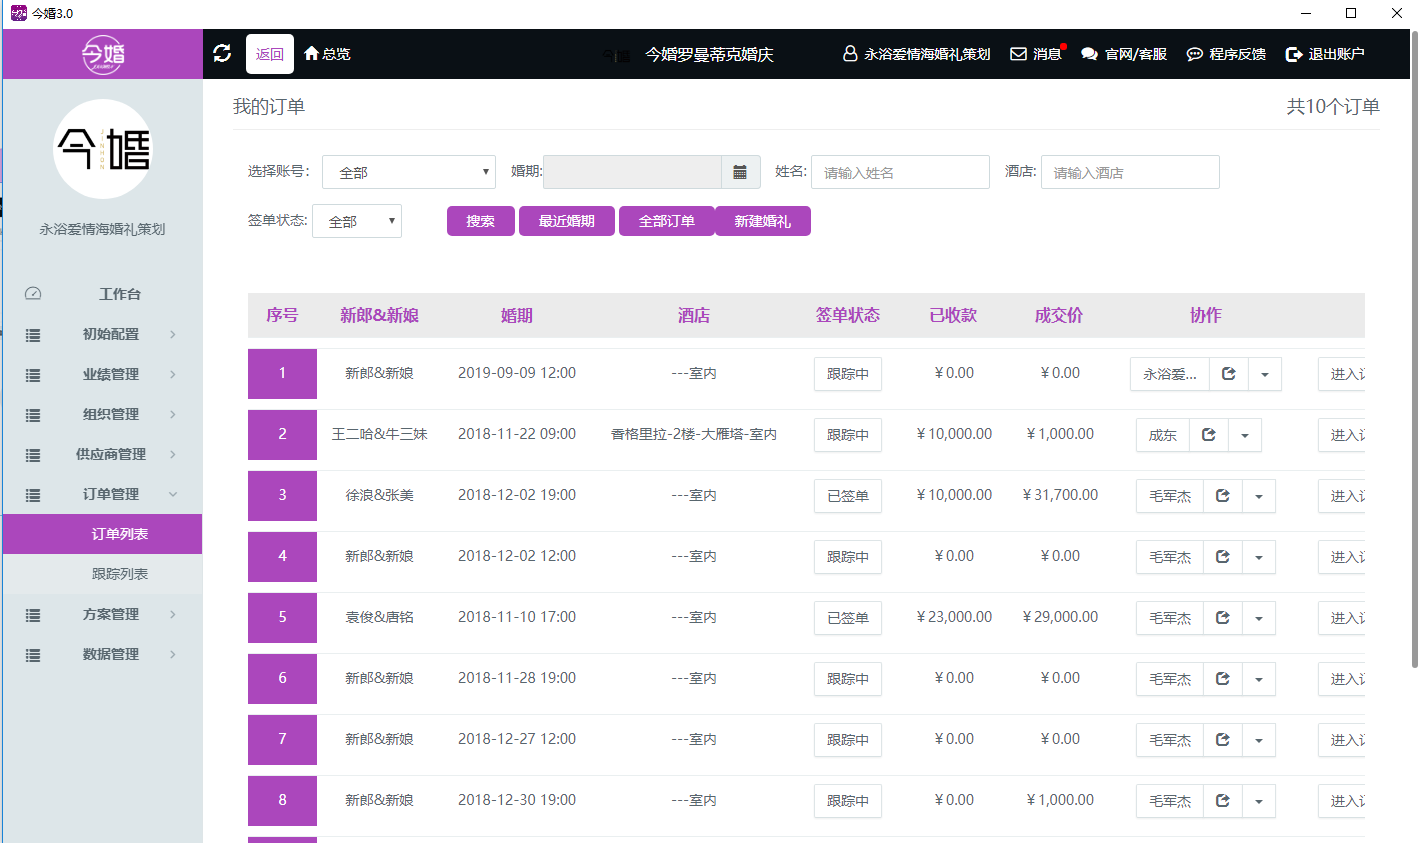 今婚3.0
今婚
返回
总览
今婚罗曼蒂克婚庆
永浴爱情海婚礼策划
消息
官网/客服
程序反馈
退出账户
今婚
JINHUN
永浴爱情海婚礼策划
工作台
初始配置
业绩管理
组织管理
供应商管理
订单管理
订单列表
跟踪列表
方案管理
数据管理
我的订单
共10个订单
选择账号: 全部 婚期: 姓名: 请输入姓名 酒店: 请输入酒店
签单状态: 全部 搜索 最近婚期 全部订单 新建婚礼
序号 新郎&新娘 婚期 酒店 签单状态 已收款 成交价 协作
1 新郎&新娘 2019-09-09 12:00 ---室内 跟踪中 ¥0.00 ¥0.00 永浴爱... 进入
2 王二哈&牛三妹 2018-11-22 09:00 香格里拉-2楼-大雁塔-室内 跟踪中 ¥10,000.00 ¥1,000.00 成东 进入
3 徐浪&张美 2018-12-02 19:00 ---室内 已签单 ¥10,000.00 ¥31,700.00 毛军杰 进入
4 新郎&新娘 2018-12-02 12:00 ---室内 跟踪中 ¥0.00 ¥0.00 毛军杰 进入
5 袁俊&唐铭 2018-11-10 17:00 ---室内 已签单 ¥23,000.00 ¥29,000.00 毛军杰 进入
6 新郎&新娘 2018-11-28 19:00 ---室内 跟踪中 ¥0.00 ¥0.00 毛军杰 进入
7 新郎&新娘 2018-12-27 12:00 ---室内 跟踪中 ¥0.00 ¥0.00 毛军杰 进入
8 新郎&新娘 2018-12-30 19:00 ---室内 跟踪中 ¥0.00 ¥1,000.00 毛军杰 进入